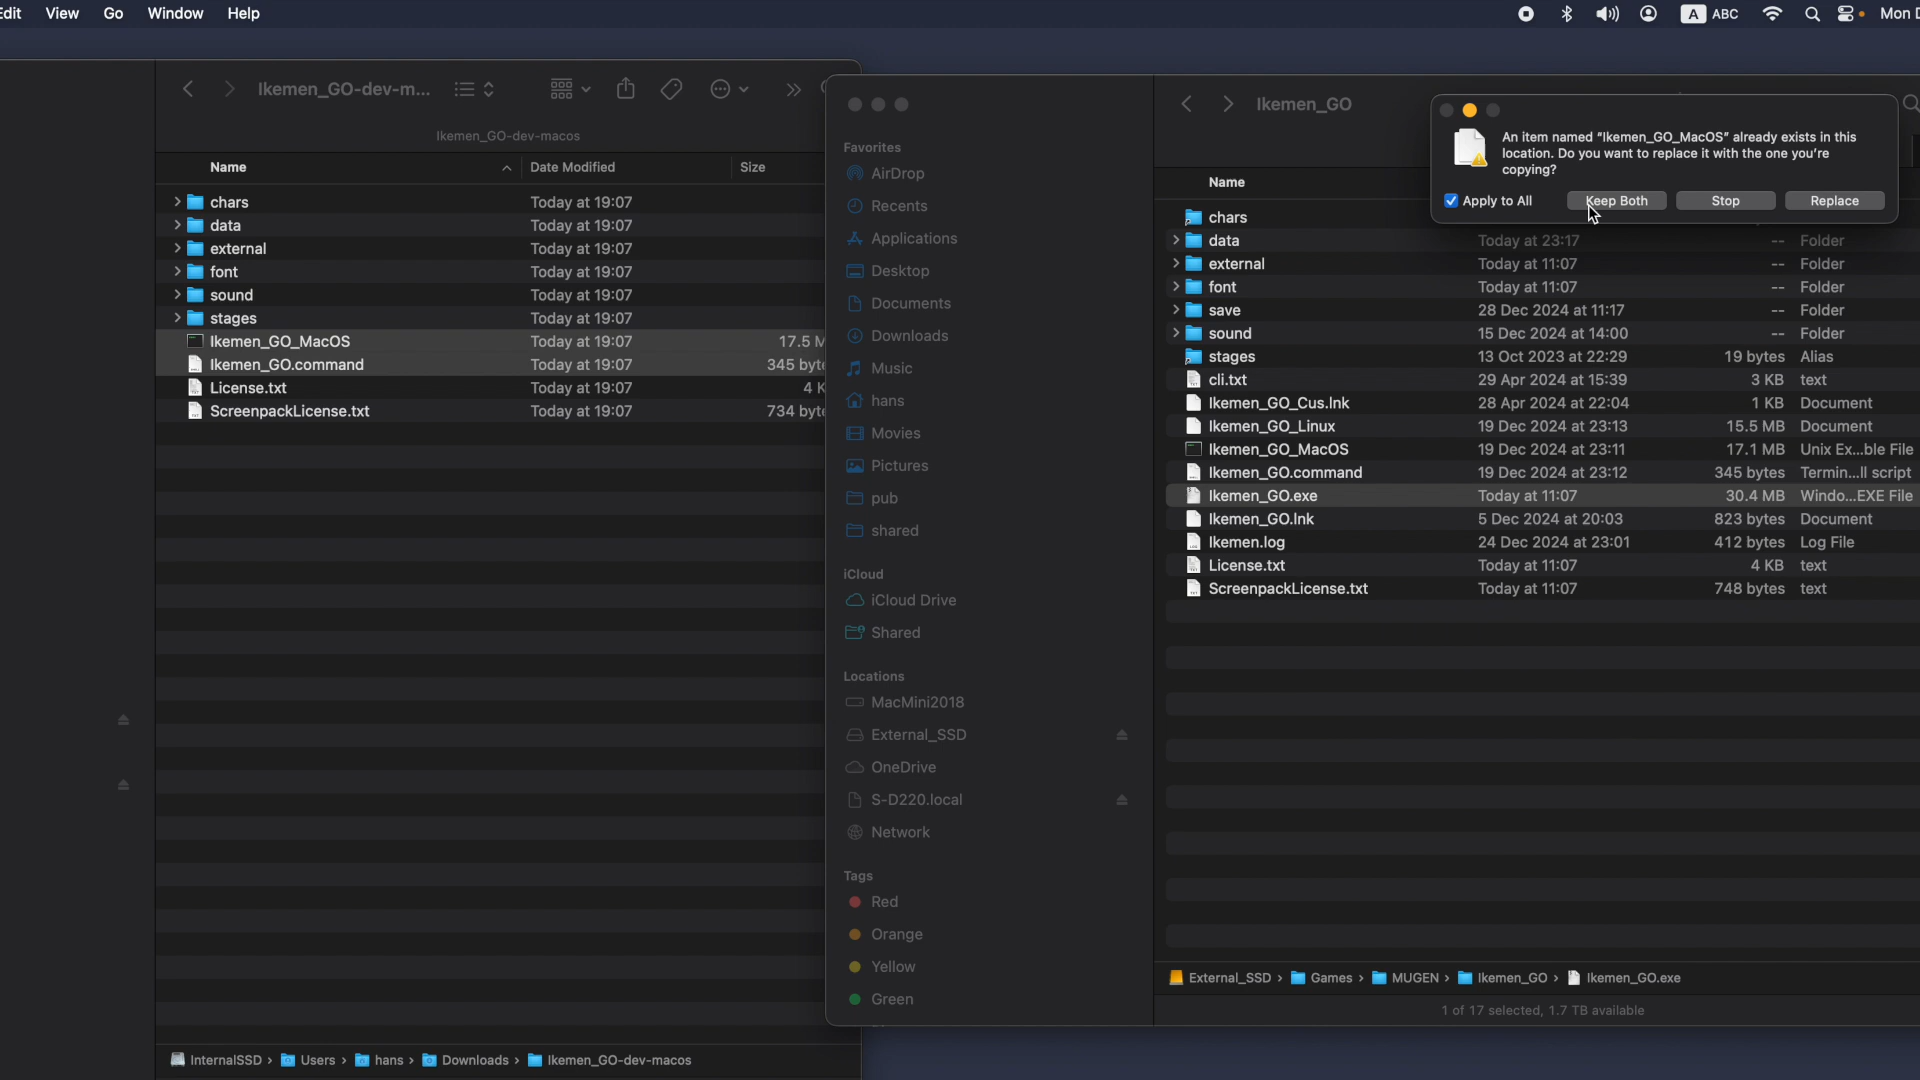 Edit View Go Window Help
A ABC Mon D
Ikemen_GO-dev-m...
Ikemen_GO-dev-macos
Name Date Modified Size
chars Today at 19:07
data Today at 19:07
external Today at 19:07
font Today at 19:07
sound Today at 19:07
stages Today at 19:07
Ikemen_GO_MacOS Today at 19:07 17.5 M
Ikemen_GO.command Today at 19:07 345 byte
License.txt Today at 19:07 4 K
ScreenpackLicense.txt Today at 19:07 734 byte
InternalSSD › Users › hans › Downloads › Ikemen_GO-dev-macos
Favorites
AirDrop
Recents
Applications
Desktop
Documents
Downloads
Music
hans
Movies
Pictures
pub
shared
iCloud
iCloud Drive
Shared
Locations
MacMini2018
External_SSD
OneDrive
S-D220.local
Network
Tags
Red
Orange
Yellow
Green
Ikemen_GO
An item named “Ikemen_GO_MacOS” already exists in this
location. Do you want to replace it with the one you’re
copying?
Apply to All Keep Both Stop Replace
Name
chars
data Today at 23:17 -- Folder
external Today at 11:07 -- Folder
font Today at 11:07 -- Folder
save 28 Dec 2024 at 11:17 -- Folder
sound 15 Dec 2024 at 14:00 -- Folder
stages 13 Oct 2023 at 22:29 19 bytes Alias
cli.txt 29 Apr 2024 at 15:39 3 KB text
Ikemen_GO_Cus.lnk 28 Apr 2024 at 22:04 1 KB Document
Ikemen_GO_Linux 19 Dec 2024 at 23:13 15.5 MB Document
Ikemen_GO_MacOS 19 Dec 2024 at 23:11 17.1 MB Unix Ex...ble File
Ikemen_GO.command 19 Dec 2024 at 23:12 345 bytes Termin...ll script
Ikemen_GO.exe Today at 11:07 30.4 MB Windo...EXE File
Ikemen_GO.lnk 5 Dec 2024 at 20:03 823 bytes Document
Ikemen.log 24 Dec 2024 at 23:01 412 bytes Log File
License.txt Today at 11:07 4 KB text
ScreenpackLicense.txt Today at 11:07 748 bytes text
External_SSD › Games › MUGEN › Ikemen_GO › Ikemen_GO.exe
1 of 17 selected, 1.7 TB available